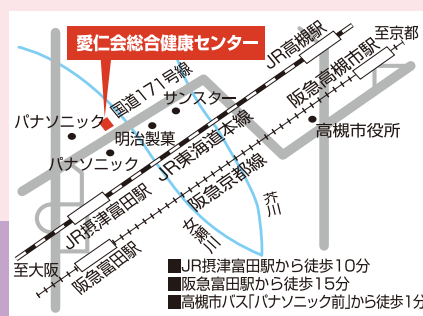 愛仁会総合健康センター
至京都
JR高槻駅
阪急高槻市駅
国道171号線
サンスター
パナソニック
明治製菓
パナソニック
高槻市役所
JR東海道本線
阪急京都線
JR摂津富田駅
阪急富田駅
女瀬川
芥川
至大阪
■JR摂津富田駅から徒歩10分
■阪急富田駅から徒歩15分
■高槻市バス「パナソニック前」から徒歩1分